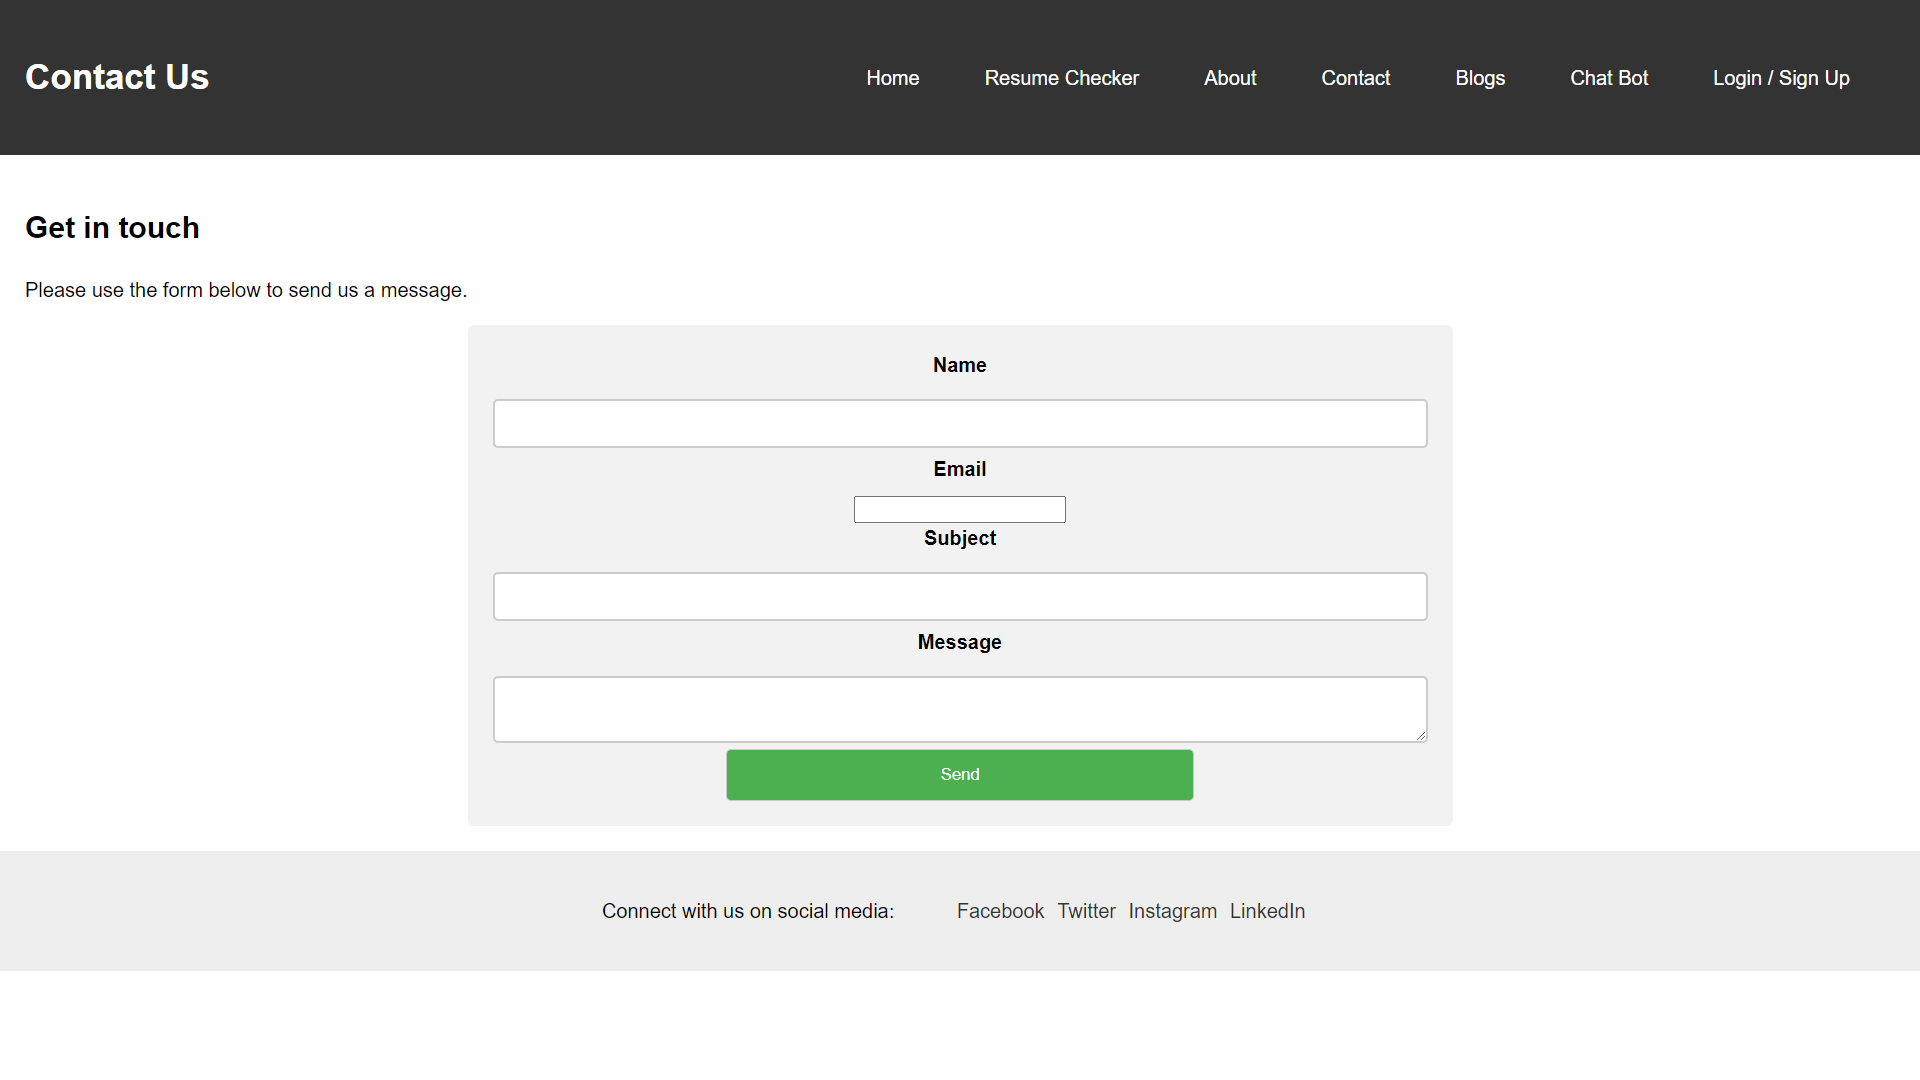 Contact Us
Home Resume Checker About Contact Blogs Chat Bot Login / Sign Up
Get in touch
Please use the form below to send us a message.
Name
Email
Subject
Message
Send
Connect with us on social media: Facebook Twitter Instagram LinkedIn